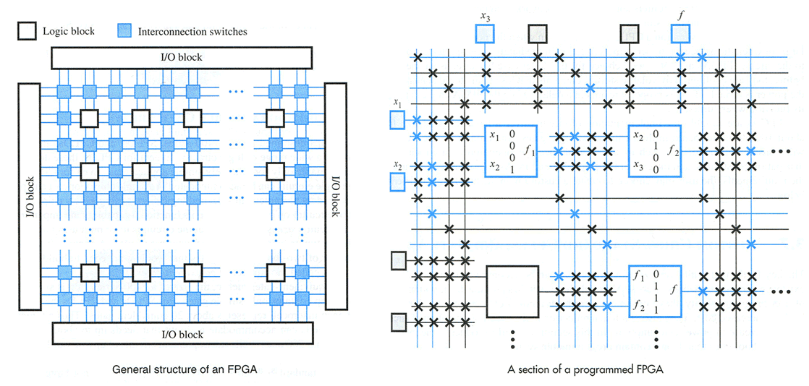 Logic block
Interconnection switches
I/O block
I/O block
I/O block
I/O block
General structure of an FPGA
x₃
f
x₁
x₂
x₁ 0
0
0
x₂ 1
f₁
x₂ 0
1
0
x₃ 0
f₂
f₁ 0
1
1
f₂ 1
f
A section of a programmed FPGA